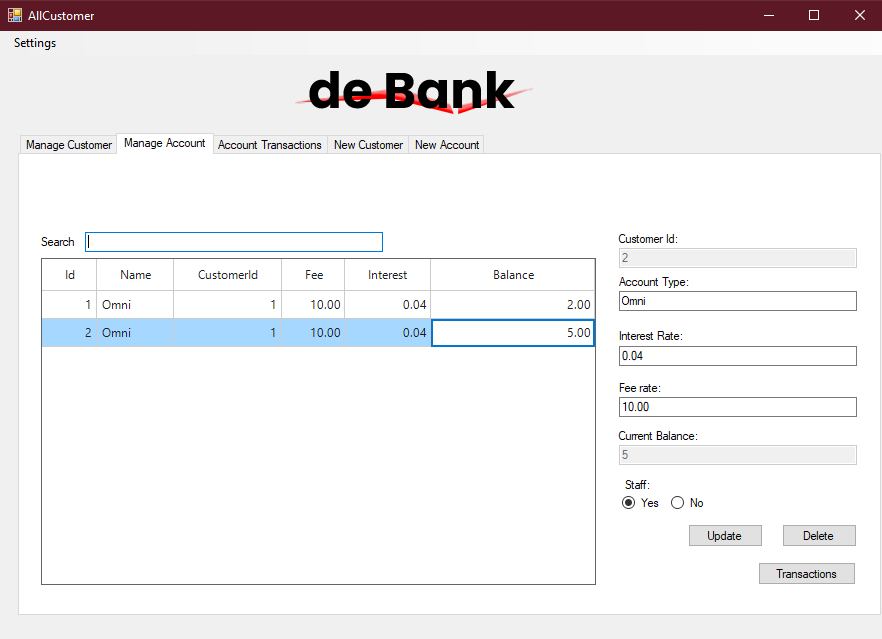 AllCustomer
Settings
de Bank
Manage Customer Manage Account Account Transactions New Customer New Account
Search
Id Name CustomerId Fee Interest Balance
1 Omni 1 10.00 0.04 2.00
2 Omni 1 10.00 0.04 5.00
Customer Id:
2
Account Type:
Omni
Interest Rate:
0.04
Fee rate:
10.00
Current Balance:
5
Staff:
Yes No
Update Delete
Transactions